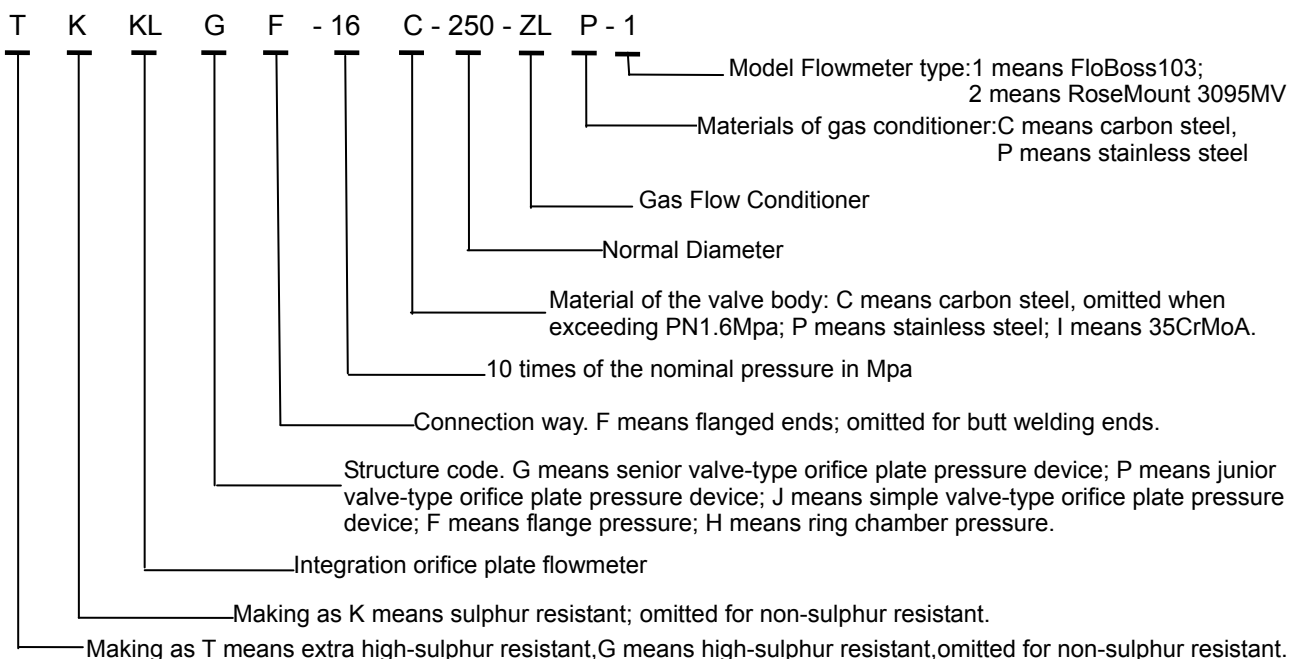 T K KL G F - 16 C - 250 - ZL P - 1
Model Flowmeter type:1 means FloBoss103;
2 means RoseMount 3095MV
Materials of gas conditioner:C means carbon steel,
P means stainless steel
Gas Flow Conditioner
Normal Diameter
Material of the valve body: C means carbon steel, omitted when
exceeding PN1.6Mpa; P means stainless steel; I means 35CrMoA.
10 times of the nominal pressure in Mpa
Connection way. F means flanged ends; omitted for butt welding ends.
Structure code. G means senior valve-type orifice plate pressure device; P means junior
valve-type orifice plate pressure device; J means simple valve-type orifice plate pressure
device; F means flange pressure; H means ring chamber pressure.
Integration orifice plate flowmeter
Making as K means sulphur resistant; omitted for non-sulphur resistant.
Making as T means extra high-sulphur resistant,G means high-sulphur resistant,omitted for non-sulphur resistant.